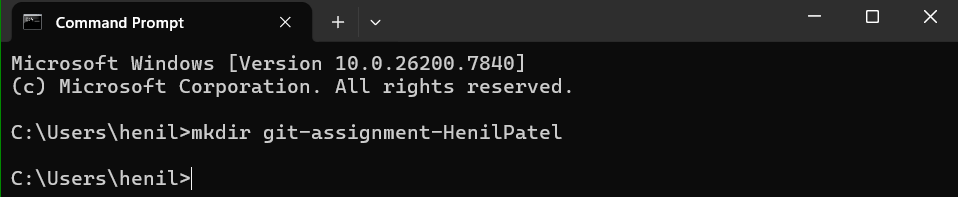 Command Prompt
Microsoft Windows [Version 10.0.26200.7840]
(c) Microsoft Corporation. All rights reserved.
C:\Users\henil>mkdir git-assignment-HenilPatel
C:\Users\henil>